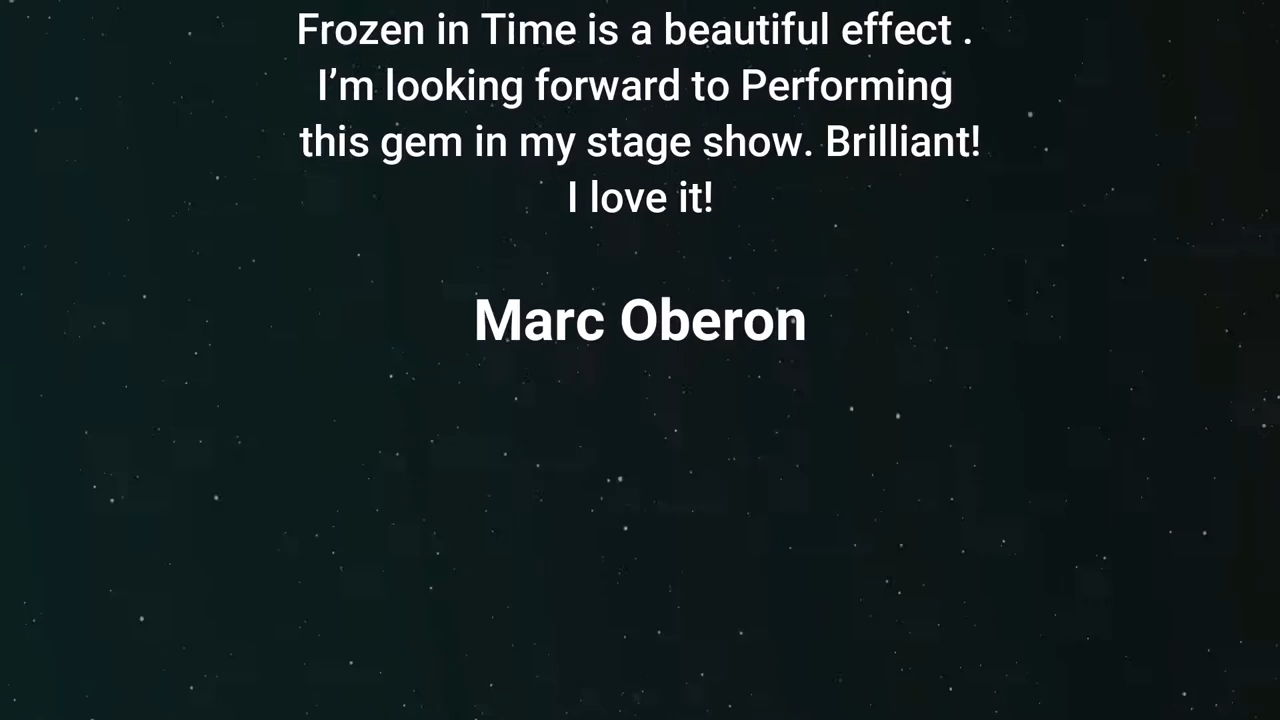 Frozen in Time is a beautiful effect .
I’m looking forward to Performing
this gem in my stage show. Brilliant!
I love it!
Marc Oberon